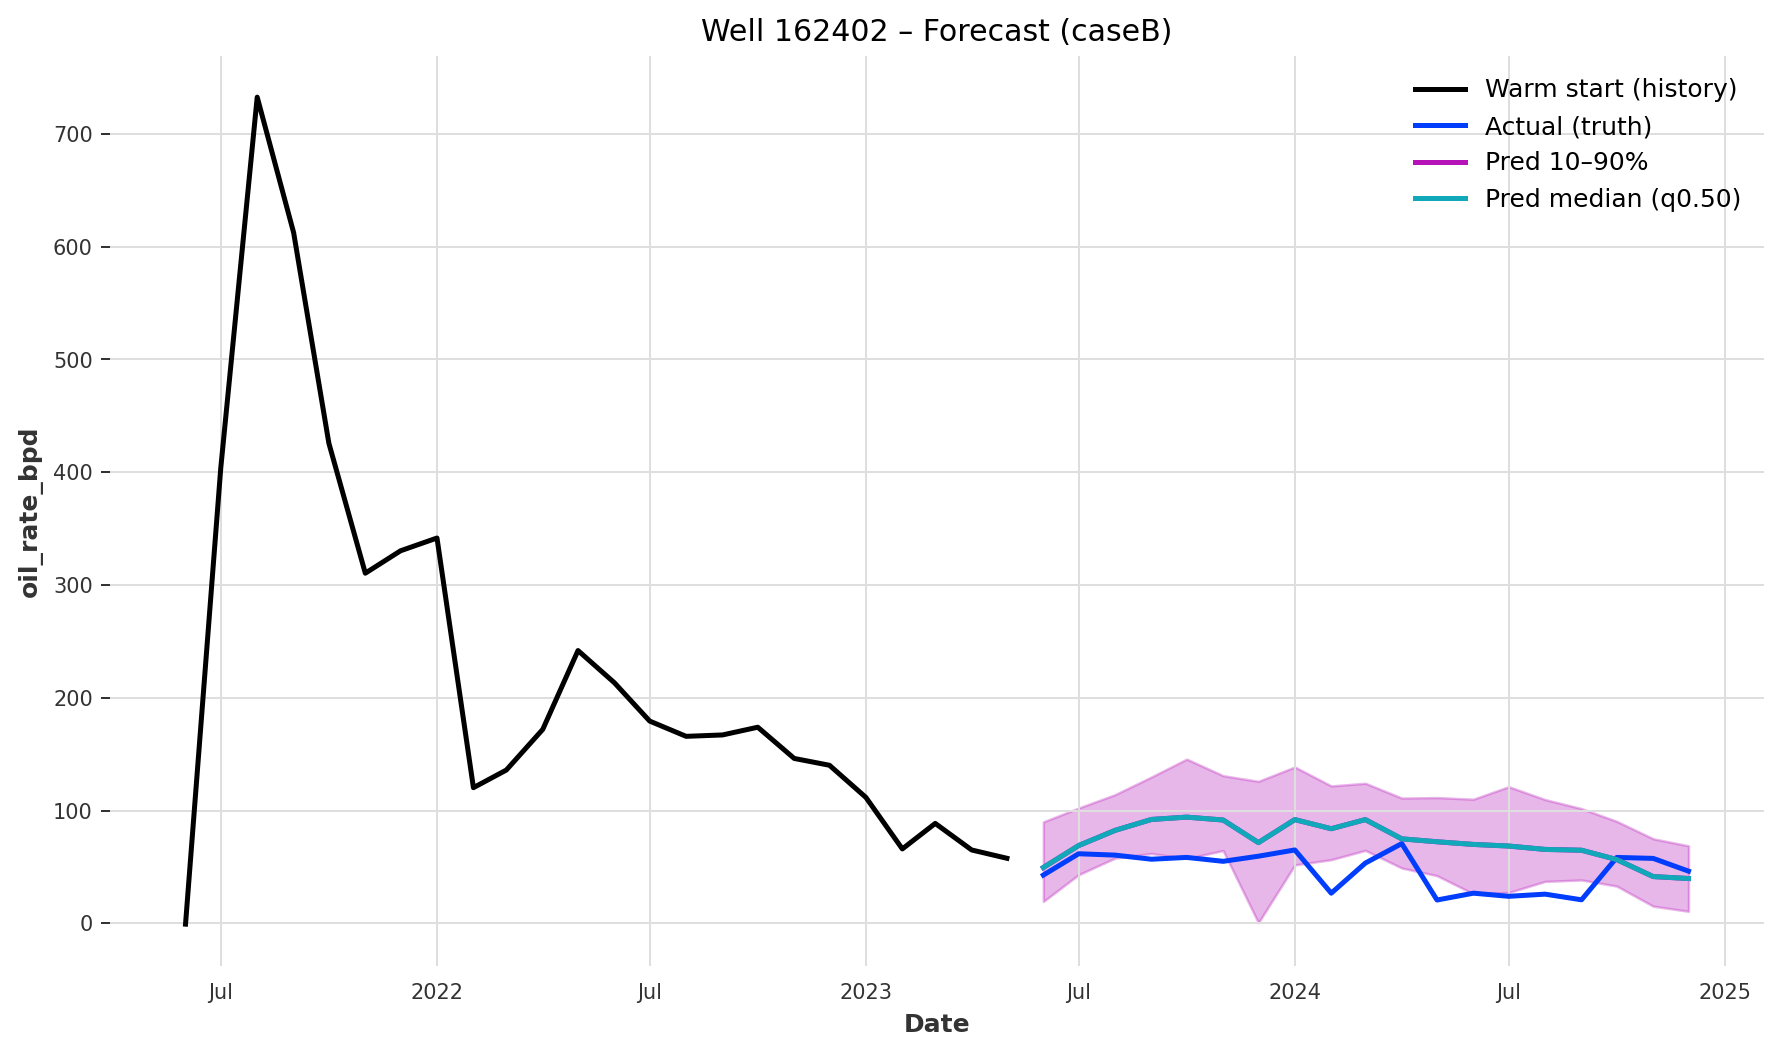 Well 162402 – Forecast (caseB)
Warm start (history)
Actual (truth)
Pred 10–90%
Pred median (q0.50)
oil_rate_bpd
700
600
500
400
300
200
100
0
Jul
2022
Jul
2023
Jul
2024
Jul
2025
Date